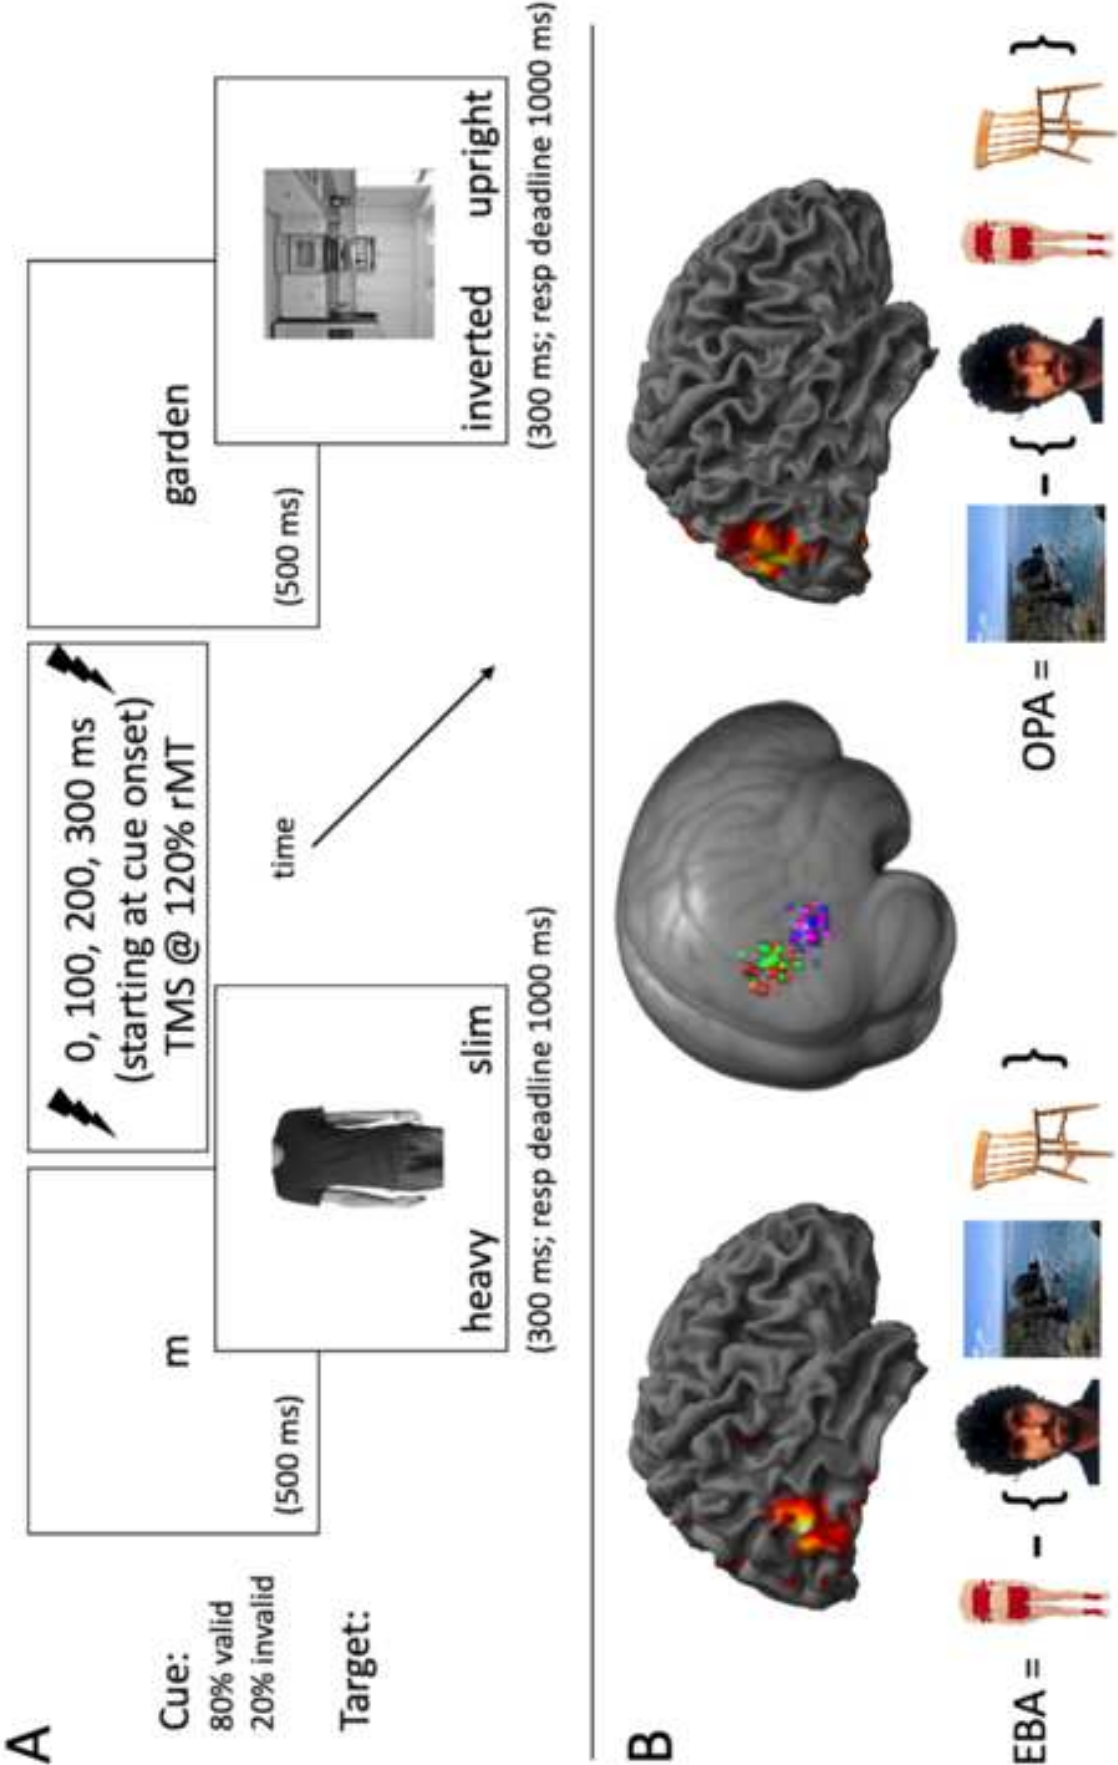 A
Cue:
80% valid
20% invalid
Target:
m
(500 ms)
heavy slim
(300 ms; resp deadline 1000 ms)
0, 100, 200, 300 ms
(starting at cue onset)
TMS @ 120% rMT
time
garden
(500 ms)
inverted upright
(300 ms; resp deadline 1000 ms)
B
EBA = - { }
OPA = - { }